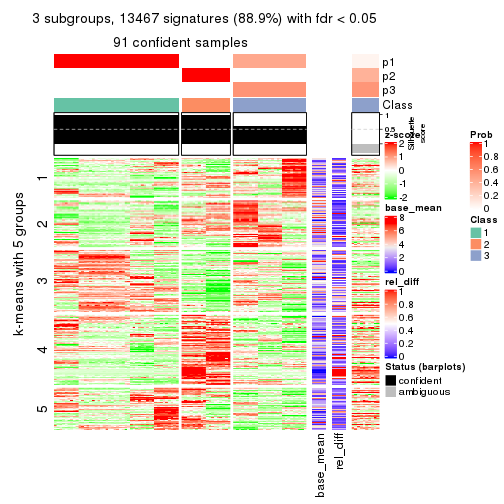 3 subgroups, 13467 signatures (88.9%) with fdr < 0.05
91 confident samples
p1
p2
p3
Class
1
0.5
0
Silhouette
score
k-means with 5 groups
1
2
3
4
5
base_mean
rel_diff
z-score
2
1
0
-1
-2
base_mean
8
6
4
2
0
rel_diff
1
0.8
0.6
0.4
0.2
0
Status (barplots)
confident
ambiguous
Prob
1
0.8
0.6
0.4
0.2
0
Class
1
2
3